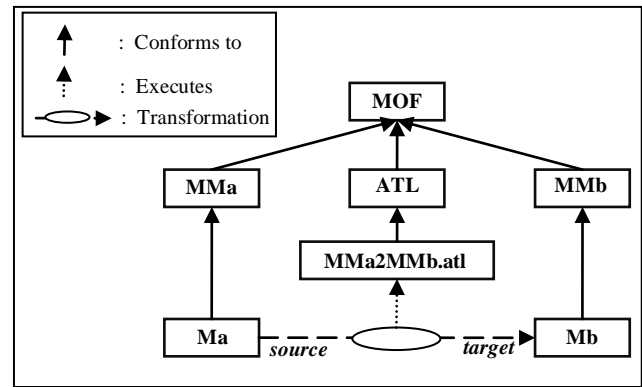 : Conforms to
: Executes
: Transformation
MOF
MMa
ATL
MMb
MMa2MMb.atl
Ma
source
target
Mb